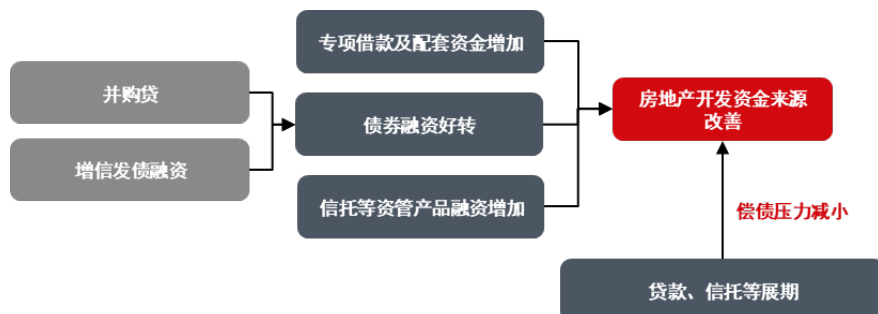 专项借款及配套资金增加
并购贷
债券融资好转
房地产开发资金来源
改善
增信发债融资
信托等资管产品融资增加
偿债压力减小
贷款、信托等展期